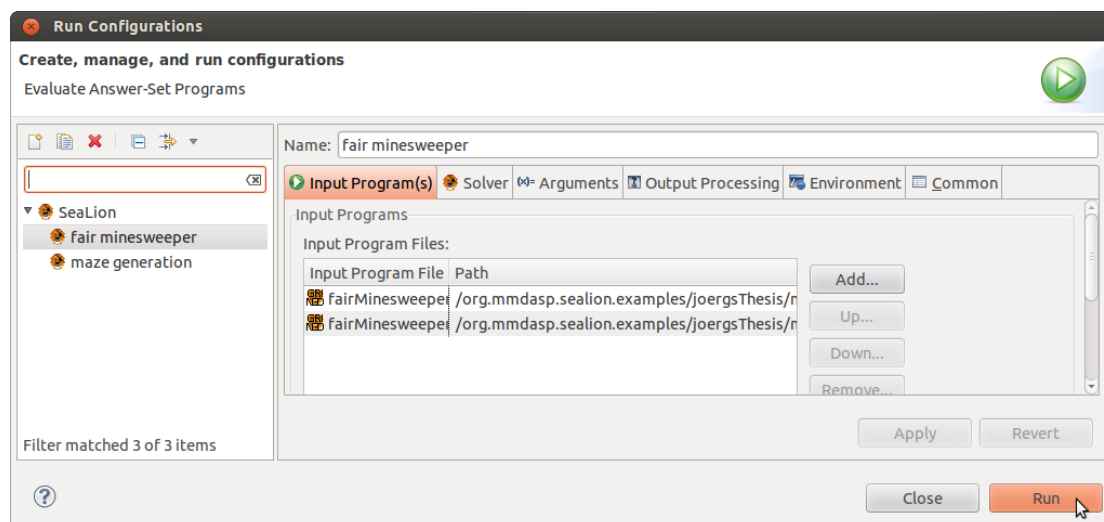 Run Configurations
Create, manage, and run configurations
Evaluate Answer-Set Programs
Name: fair minesweeper
Input Program(s) Solver (x)= Arguments Output Processing Environment Common
SeaLion
fair minesweeper
maze generation
Filter matched 3 of 3 items
Input Programs
Input Program Files:
Input Program File Path
fairMinesweeper /org.mmdasp.sealion.examples/joergsThesis/
fairMinesweeper /org.mmdasp.sealion.examples/joergsThesis/
Add...
Up...
Down...
Remove...
Apply Revert
Close Run